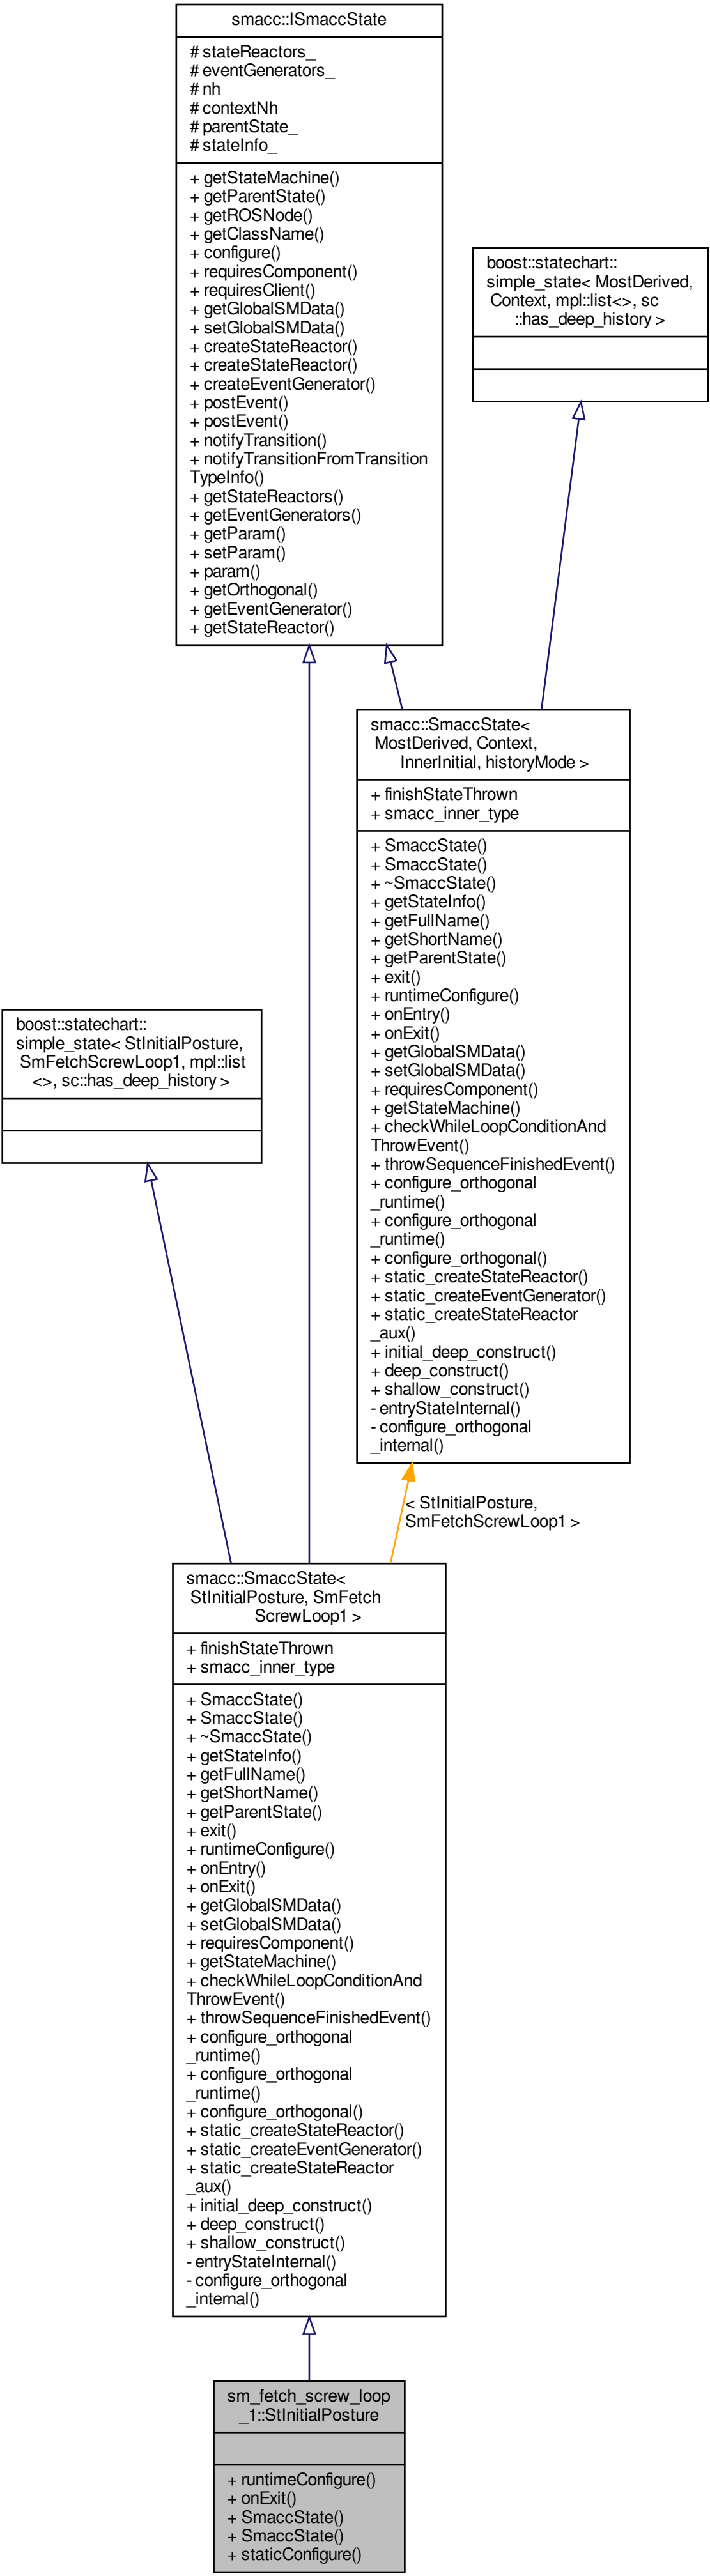 smacc::ISmaccState
# stateReactors_
# eventGenerators_
# nh
# contextNh
# parentState_
# stateInfo_
+ getStateMachine()
+ getParentState()
+ getROSNode()
+ getClassName()
+ configure()
+ requiresComponent()
+ requiresClient()
+ getGlobalSMData()
+ setGlobalSMData()
+ createStateReactor()
+ createStateReactor()
+ createEventGenerator()
+ postEvent()
+ postEvent()
+ notifyTransition()
+ notifyTransitionFromTransition
TypeInfo()
+ getStateReactors()
+ getEventGenerators()
+ getParam()
+ setParam()
+ param()
+ getOrthogonal()
+ getEventGenerator()
+ getStateReactor()
boost::statechart::
simple_state< MostDerived,
Context, mpl::list<>, sc
::has_deep_history >
smacc::SmaccState<
MostDerived, Context,
InnerInitial, historyMode >
+ finishStateThrown
+ smacc_inner_type
+ SmaccState()
+ SmaccState()
+ ~SmaccState()
+ getStateInfo()
+ getFullName()
+ getShortName()
+ getParentState()
+ exit()
+ runtimeConfigure()
+ onEntry()
+ onExit()
+ getGlobalSMData()
+ setGlobalSMData()
+ requiresComponent()
+ getStateMachine()
+ checkWhileLoopConditionAnd
ThrowEvent()
+ throwSequenceFinishedEvent()
+ configure_orthogonal
_runtime()
+ configure_orthogonal
_runtime()
+ configure_orthogonal()
+ static_createStateReactor()
+ static_createEventGenerator()
+ static_createStateReactor
_aux()
+ initial_deep_construct()
+ deep_construct()
+ shallow_construct()
- entryStateInternal()
- configure_orthogonal
_internal()
boost::statechart::
simple_state< StInitialPosture,
SmFetchScrewLoop1, mpl::list
<>, sc::has_deep_history >
< StInitialPosture,
SmFetchScrewLoop1 >
smacc::SmaccState<
StInitialPosture, SmFetch
ScrewLoop1 >
+ finishStateThrown
+ smacc_inner_type
+ SmaccState()
+ SmaccState()
+ ~SmaccState()
+ getStateInfo()
+ getFullName()
+ getShortName()
+ getParentState()
+ exit()
+ runtimeConfigure()
+ onEntry()
+ onExit()
+ getGlobalSMData()
+ setGlobalSMData()
+ requiresComponent()
+ getStateMachine()
+ checkWhileLoopConditionAnd
ThrowEvent()
+ throwSequenceFinishedEvent()
+ configure_orthogonal
_runtime()
+ configure_orthogonal
_runtime()
+ configure_orthogonal()
+ static_createStateReactor()
+ static_createEventGenerator()
+ static_createStateReactor
_aux()
+ initial_deep_construct()
+ deep_construct()
+ shallow_construct()
- entryStateInternal()
- configure_orthogonal
_internal()
sm_fetch_screw_loop
_1::StInitialPosture
+ runtimeConfigure()
+ onExit()
+ SmaccState()
+ SmaccState()
+ staticConfigure()